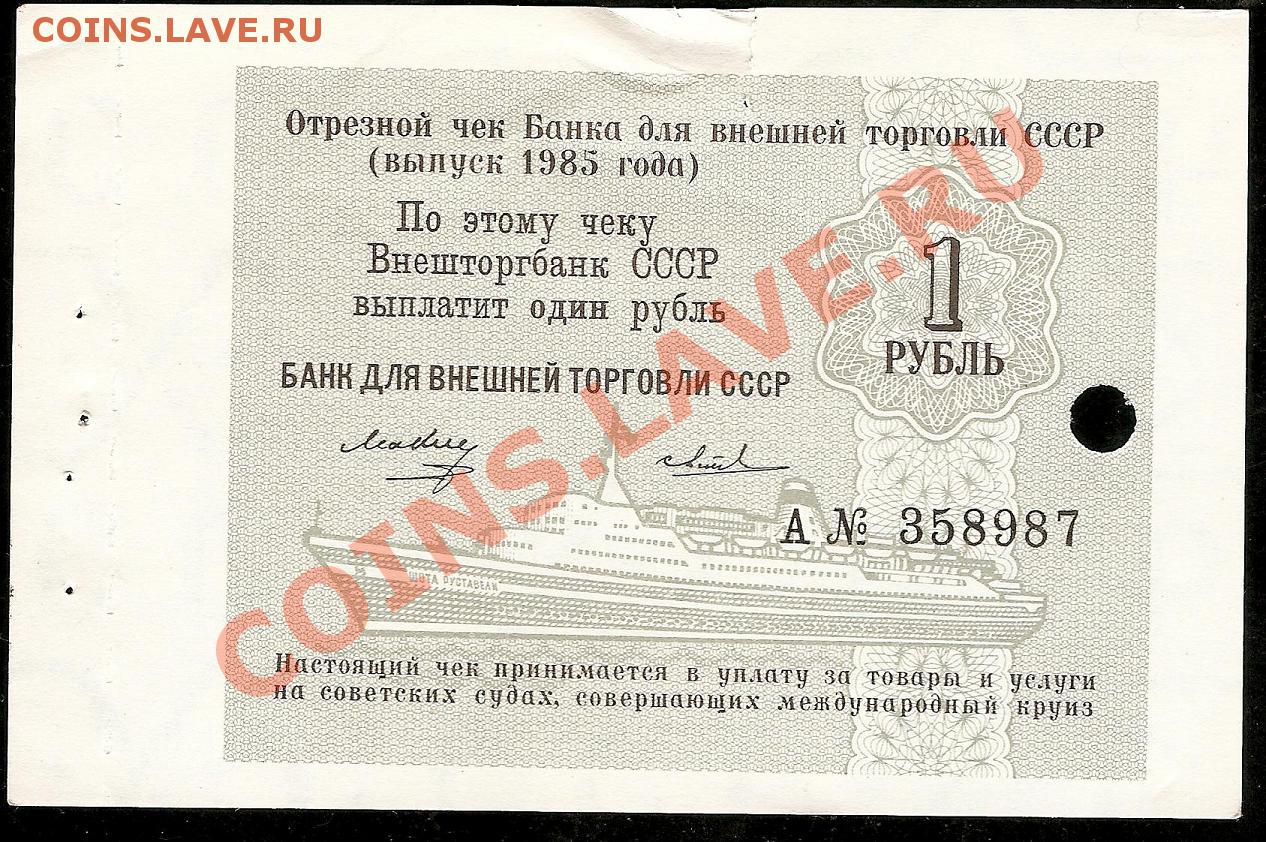 COINS.LAVE.RU
Отрезной чек Банка для внешней торговли СССР
(выпуск 1985 года)
По этому чеку
Внешторгбанк СССР
выплатит один рубль
1
РУБЛЬ
БАНК ДЛЯ ВНЕШНЕЙ ТОРГОВЛИ СССР
А № 358987
ШОТА РУСТАВЕЛИ
Настоящий чек принимается в уплату за товары и услуги
на советских судах, совершающих международный круиз
COINS.LAVE.RU